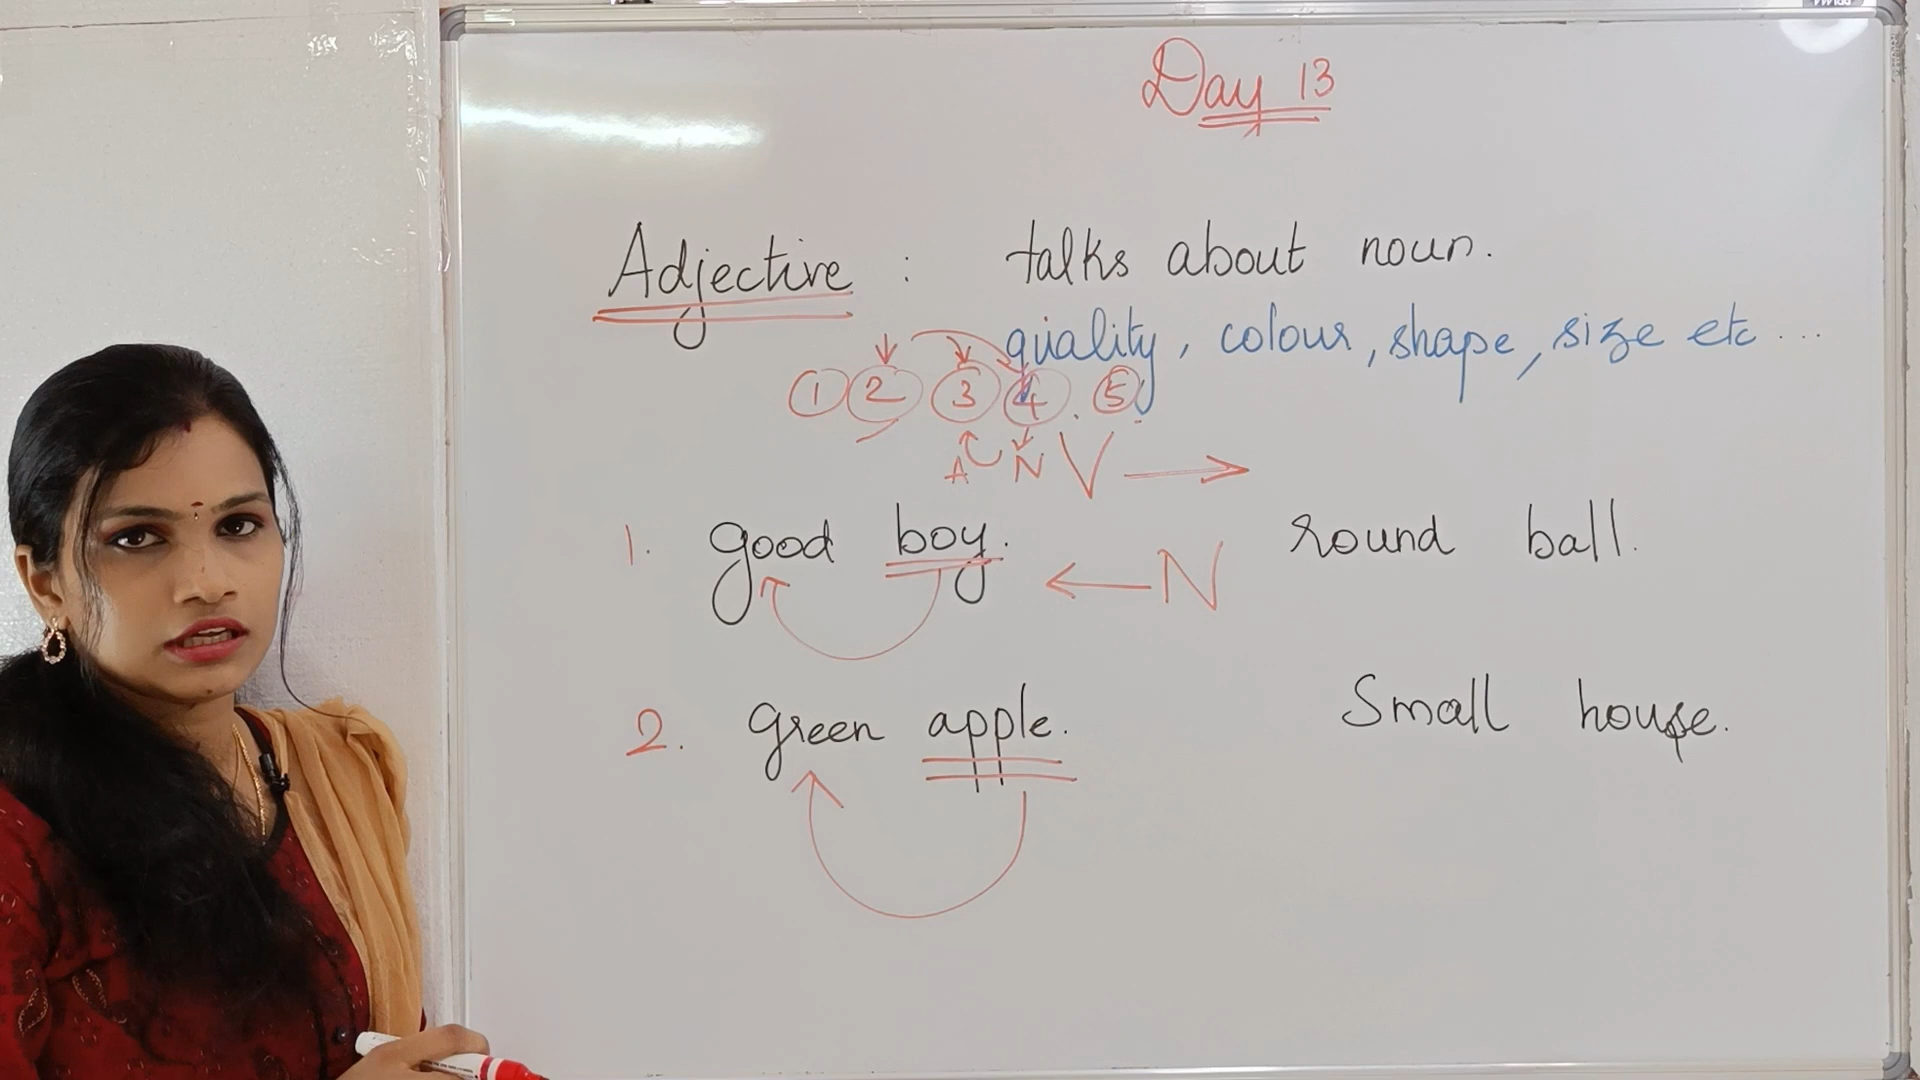 Day 13
Adjective : talks about noun.
quality, colour, shape, size etc...
1 2 3 4. 5
A N V
1. good boy. N round ball.
2. green apple. Small house.